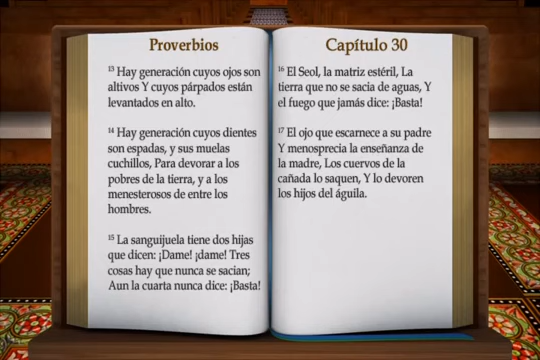 Proverbios
13 Hay generación cuyos ojos son
altivos Y cuyos párpados están
levantados en alto.
14 Hay generación cuyos dientes
son espadas, y sus muelas
cuchillos, Para devorar a los
pobres de la tierra, y a los
menesterosos de entre los
hombres.
15 La sanguijuela tiene dos hijas
que dicen: ¡Dame! ¡dame! Tres
cosas hay que nunca se sacian;
Aun la cuarta nunca dice: ¡Basta!
Capítulo 30
16 El Seol, la matriz estéril, La
tierra que no se sacia de aguas, Y
el fuego que jamás dice: ¡Basta!
17 El ojo que escarnece a su padre
Y menosprecia la enseñanza de
la madre, Los cuervos de la
cañada lo saquen, Y lo devoren
los hijos del águila.